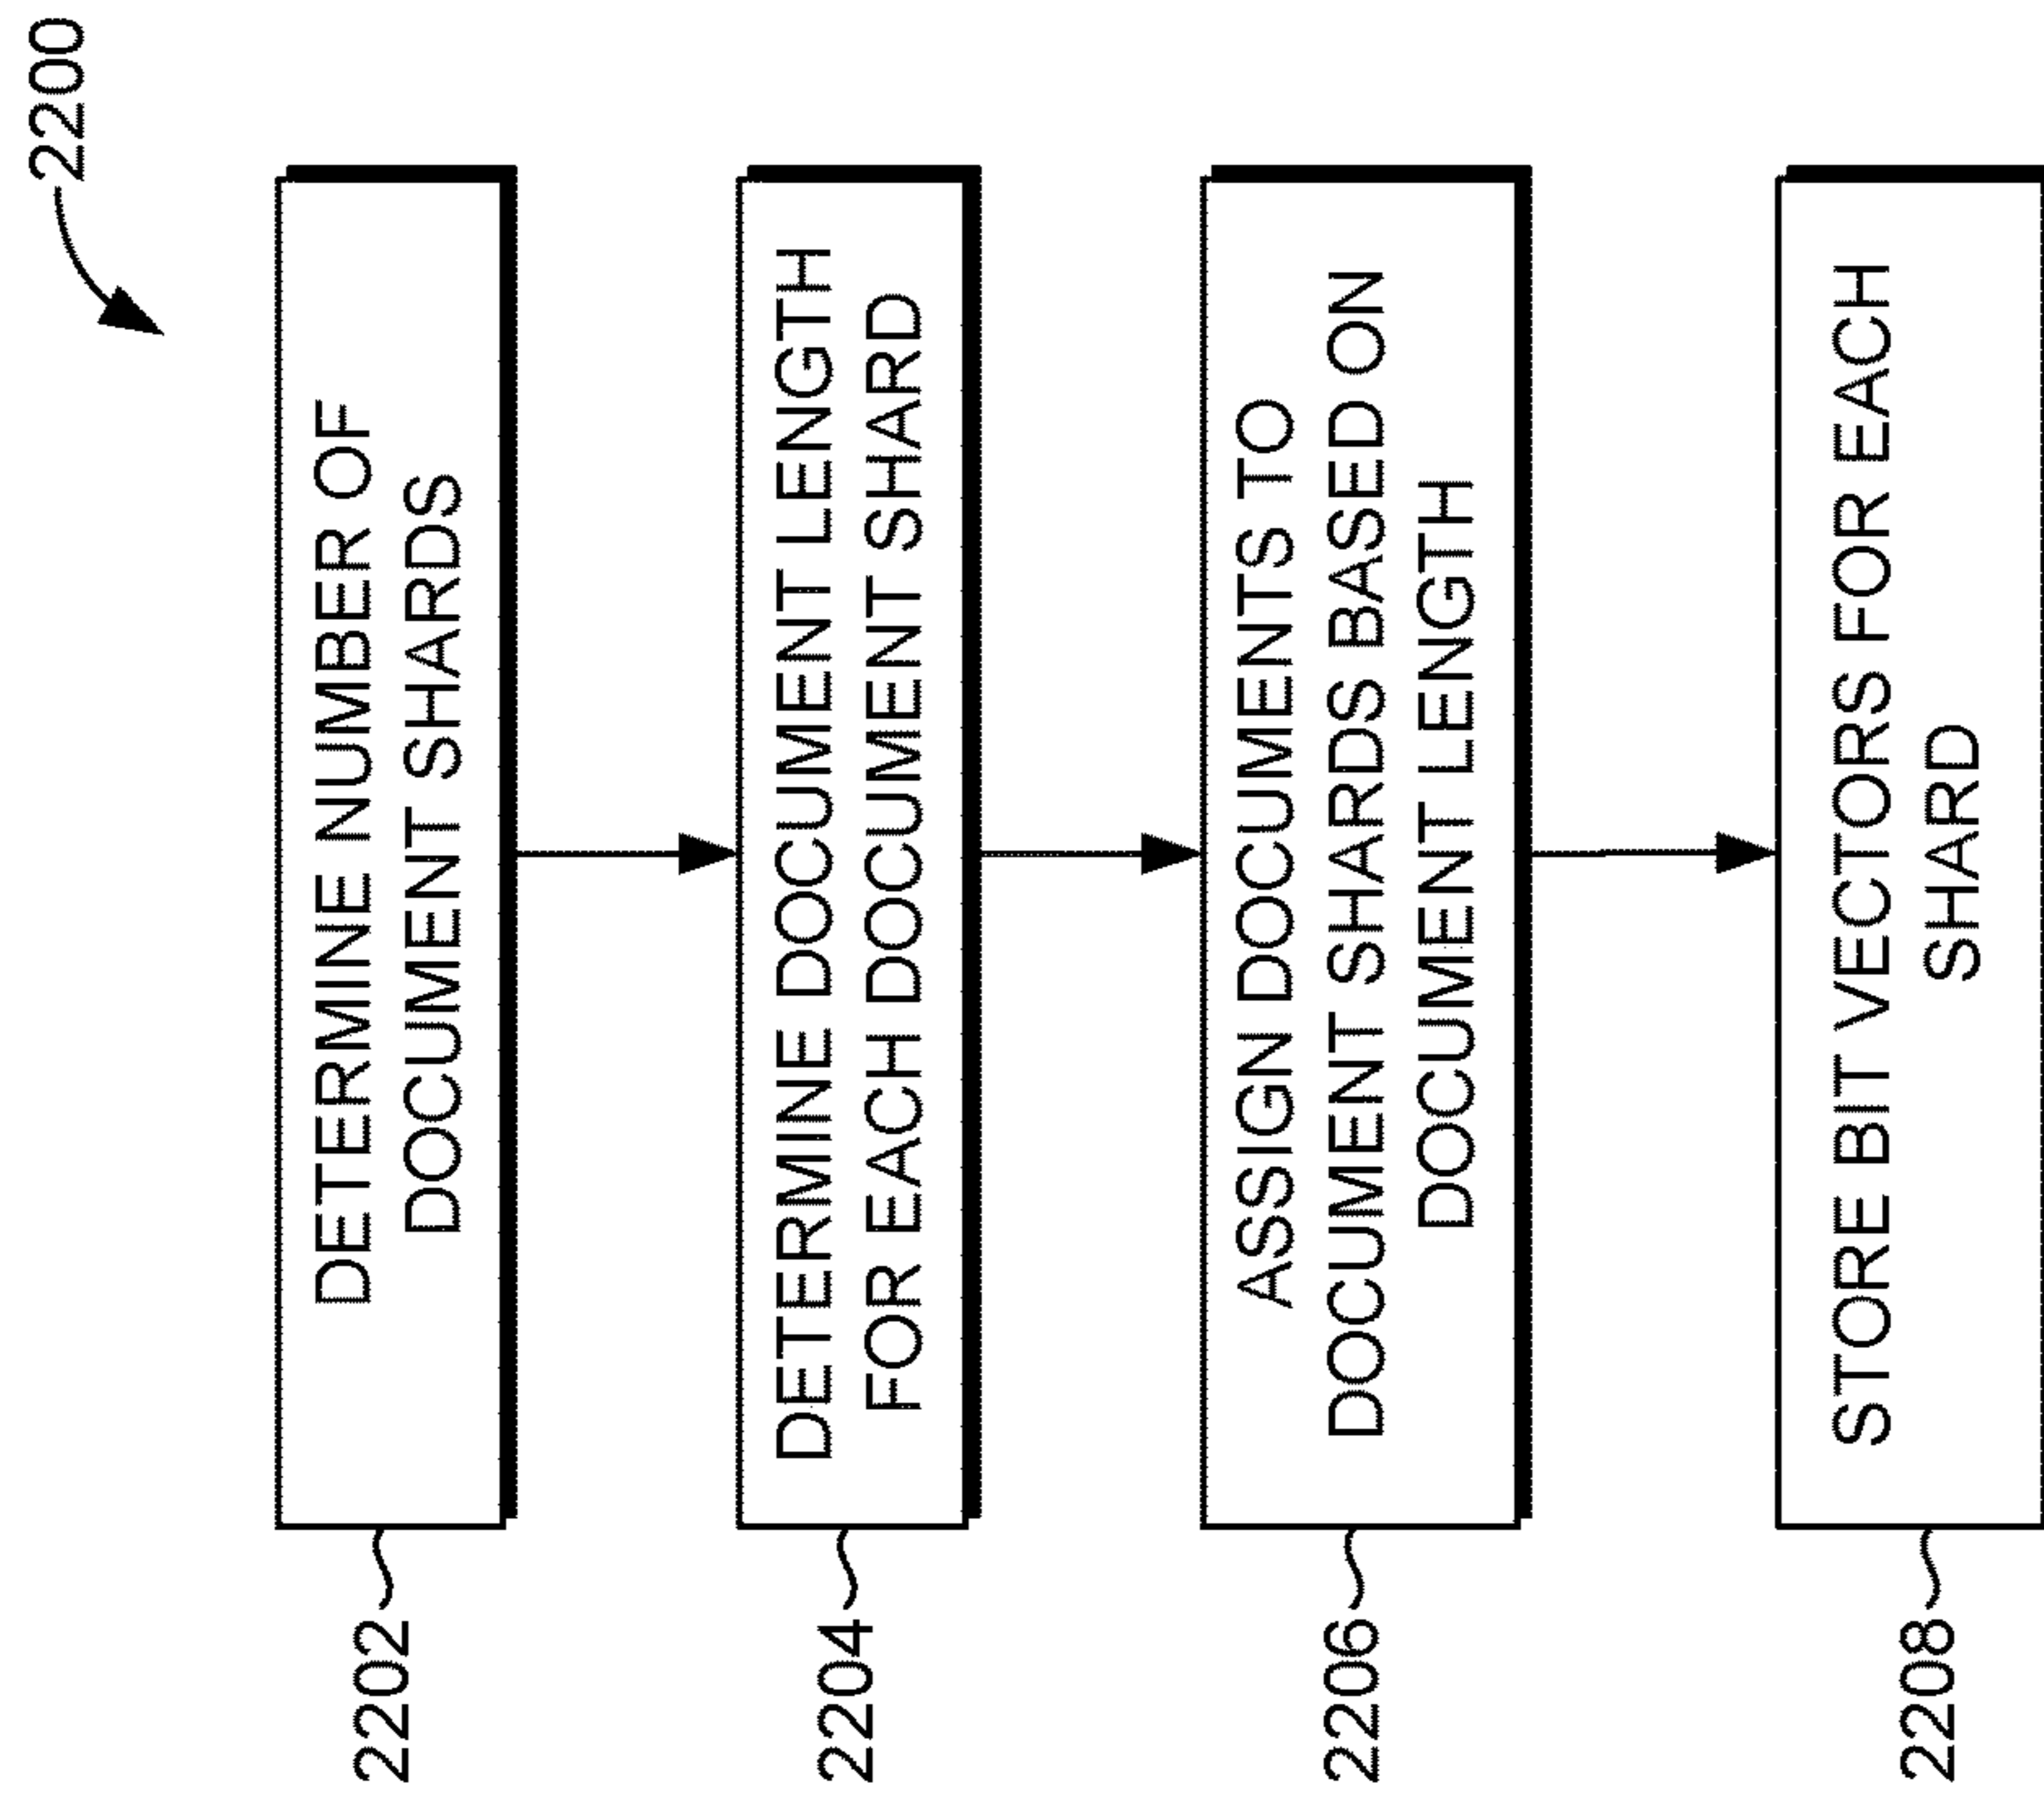 2200
2202
DETERMINE NUMBER OF
DOCUMENT SHARDS
2204
DETERMINE DOCUMENT LENGTH
FOR EACH DOCUMENT SHARD
2206
ASSIGN DOCUMENTS TO
DOCUMENT SHARDS BASED ON
DOCUMENT LENGTH
2208
STORE BIT VECTORS FOR EACH
SHARD